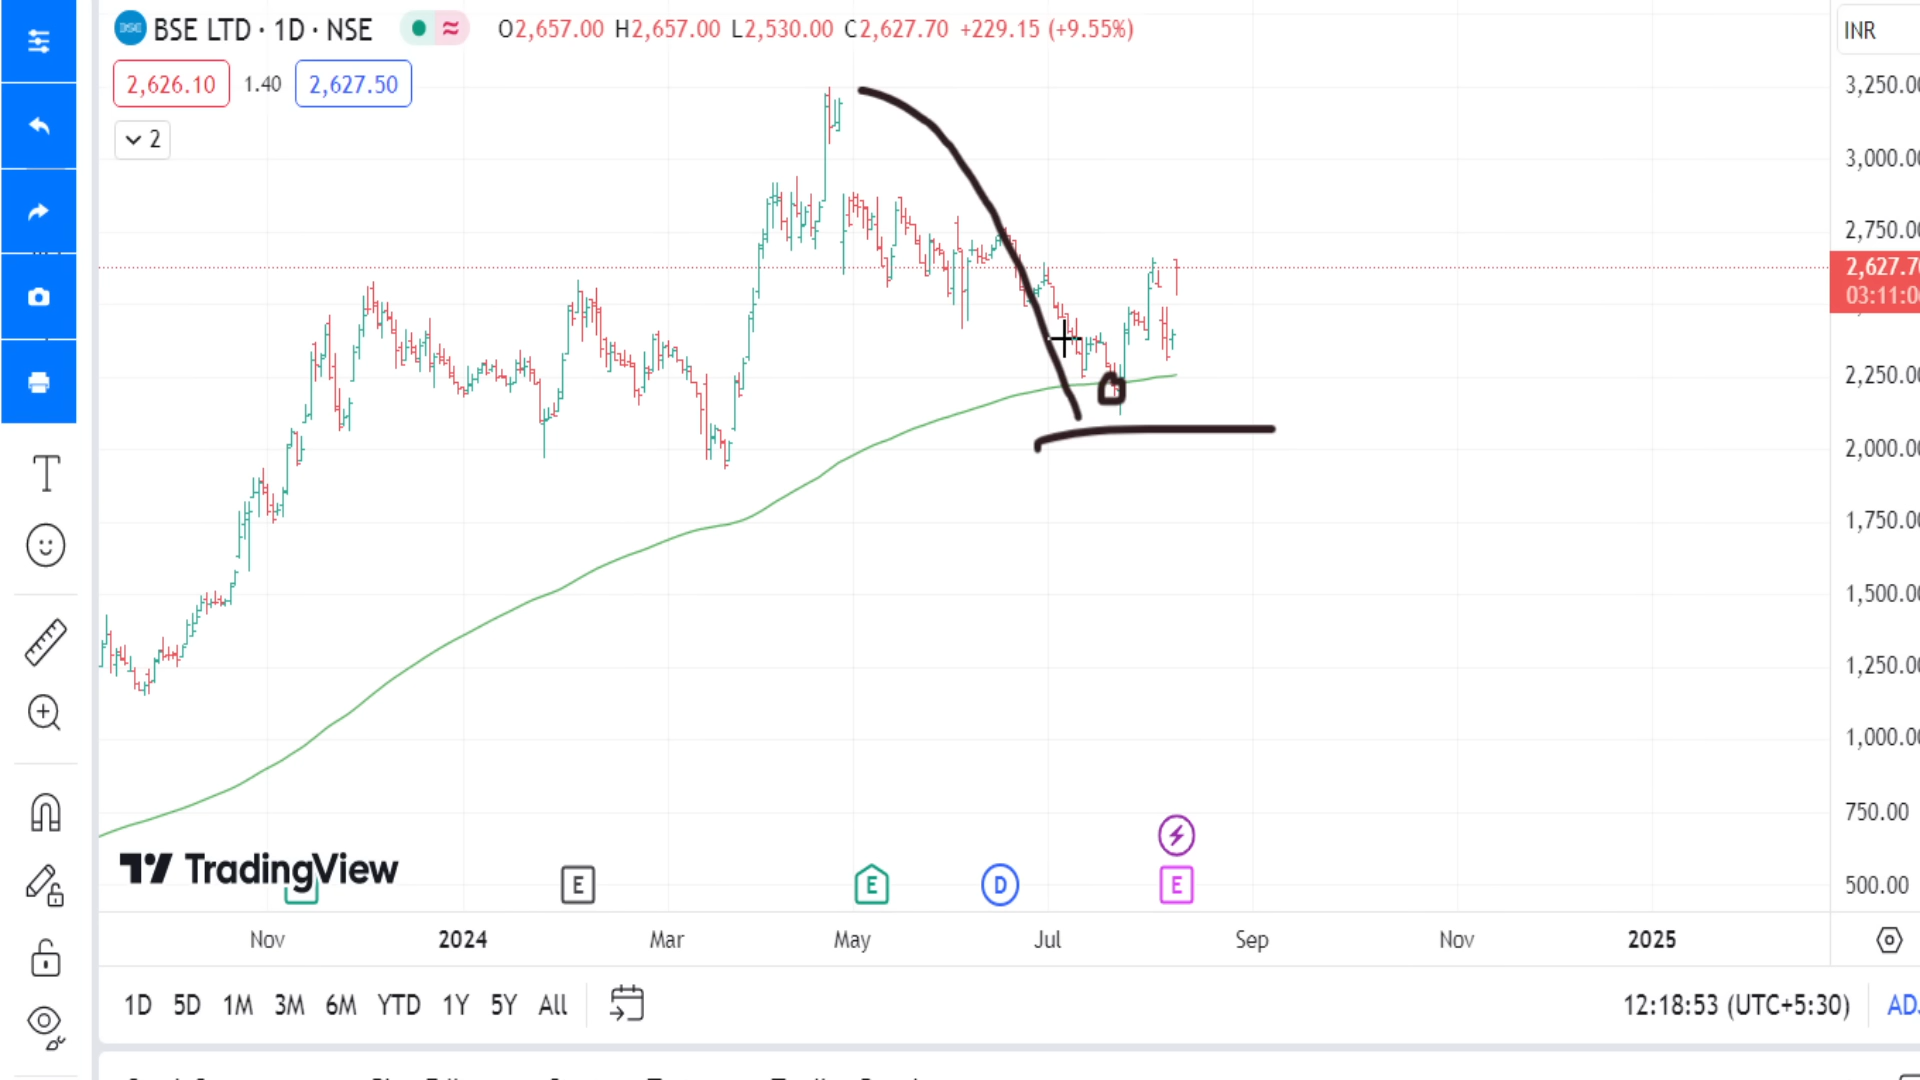 BSE LTD · 1D · NSE
O2,657.00 H2,657.00 L2,530.00 C2,627.70 +229.15 (+9.55%)
INR
2,626.10 1.40 2,627.50
2
3,250.00
3,000.00
2,750.00
2,627.70
03:11:0
2,250.00
2,000.00
1,750.00
1,500.00
1,250.00
1,000.00
750.00
500.00
TradingView
E E D E
Nov 2024 Mar May Jul Sep Nov 2025
1D 5D 1M 3M 6M YTD 1Y 5Y All
12:18:53 (UTC+5:30) ADJ